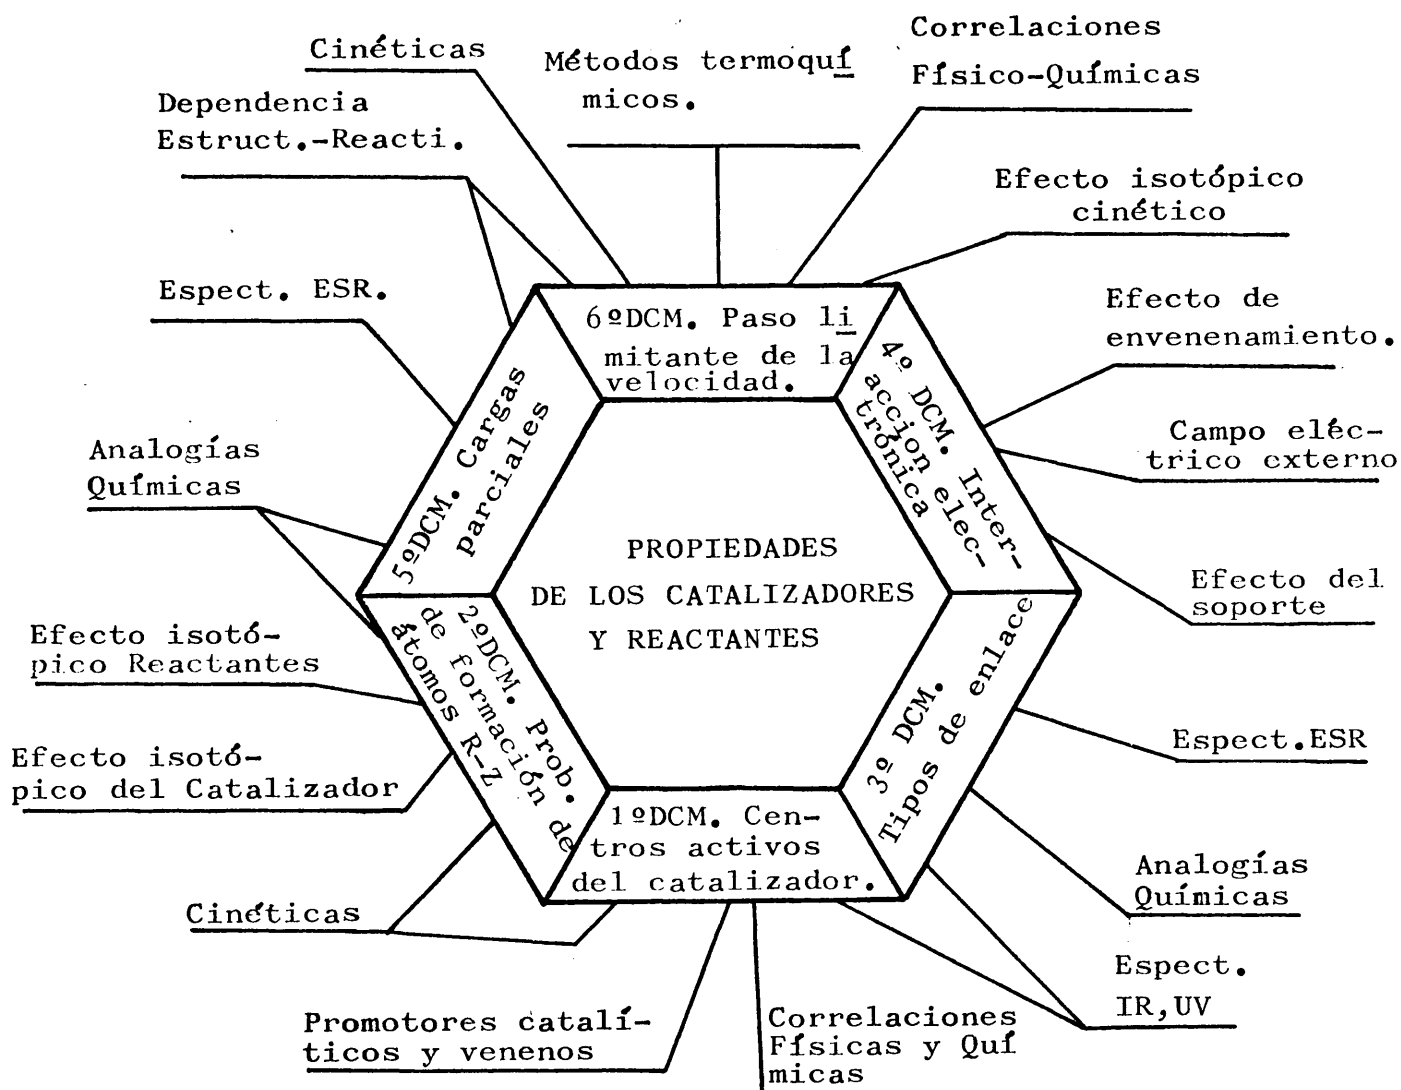 Cinéticas
Métodos termoquí
micos.
Correlaciones
Físico-Químicas
Dependencia
Estruct.-Reacti.
Efecto isotópico
cinético
Espect. ESR.
Efecto de
envenenamiento.
6ºDCM. Paso li
mitante de la
velocidad.
4º DCM. Inter-
accion elec-
trónica
5ºDCM. Cargas
parciales
Analogías
Químicas
Campo eléc-
trico externo
PROPIEDADES
DE LOS CATALIZADORES
Y REACTANTES
Efecto del
soporte
Efecto isotó-
pico Reactantes
2ºDCM. Prob.
de formación de
átomos R-Z
3º DCM.
Tipos de enlace
Efecto isotó-
pico del Catalizador
Espect.ESR
1ºDCM. Cen-
tros activos
del catalizador.
Analogías
Químicas
Cinéticas
Espect.
IR,UV
Promotores catalí-
ticos y venenos
Correlaciones
Físicas y Quí
micas